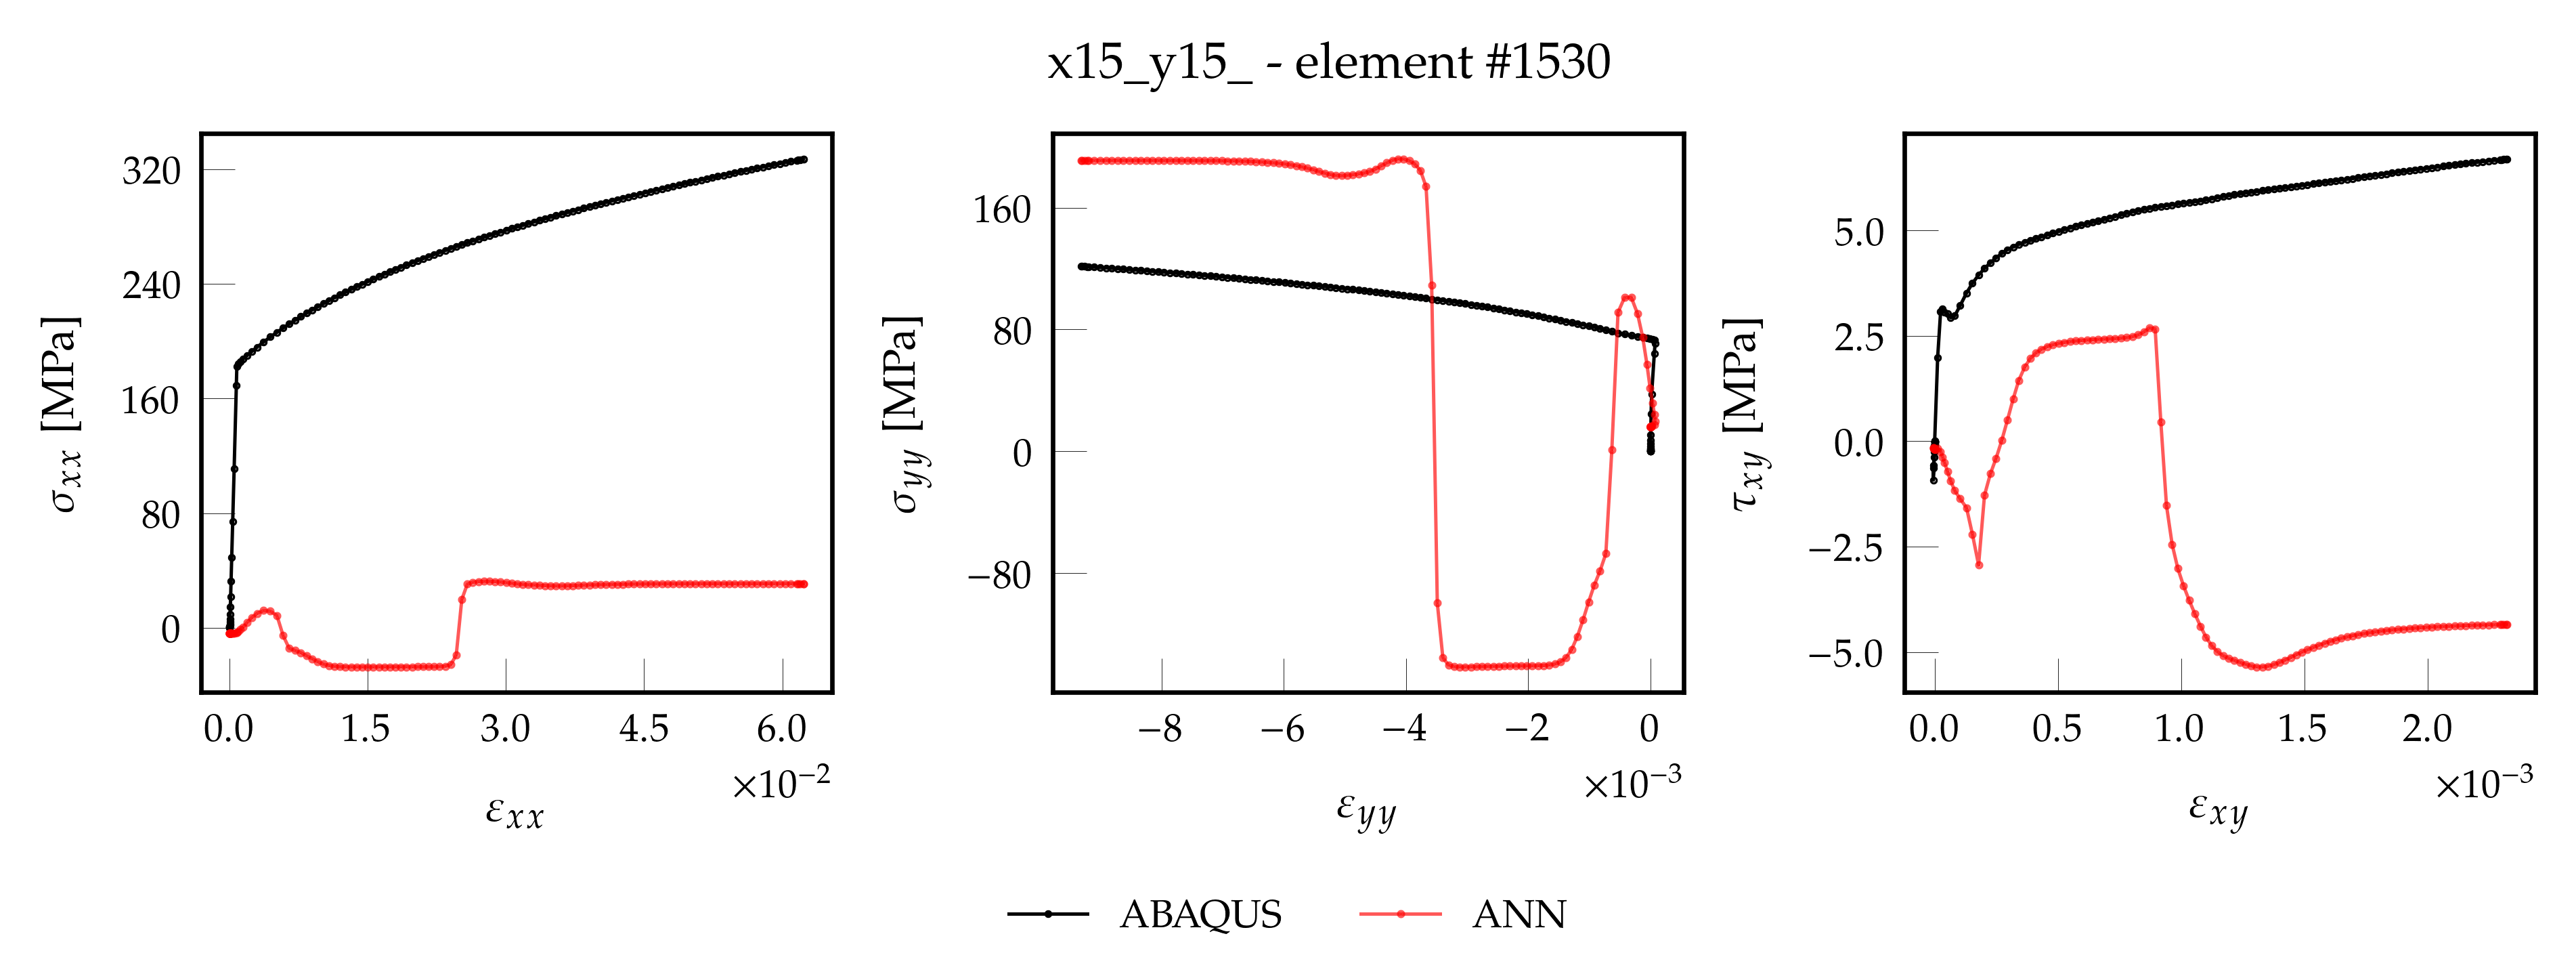 x15_y15_ - element #1530
σxx [MPa]
320
240
160
80
0
0.0 1.5 3.0 4.5 6.0
×10−2
εxx
σyy [MPa]
160
80
0
−80
−8 −6 −4 −2 0
×10−3
εyy
τxy [MPa]
5.0
2.5
0.0
−2.5
−5.0
0.0 0.5 1.0 1.5 2.0
×10−3
εxy
ABAQUS ANN